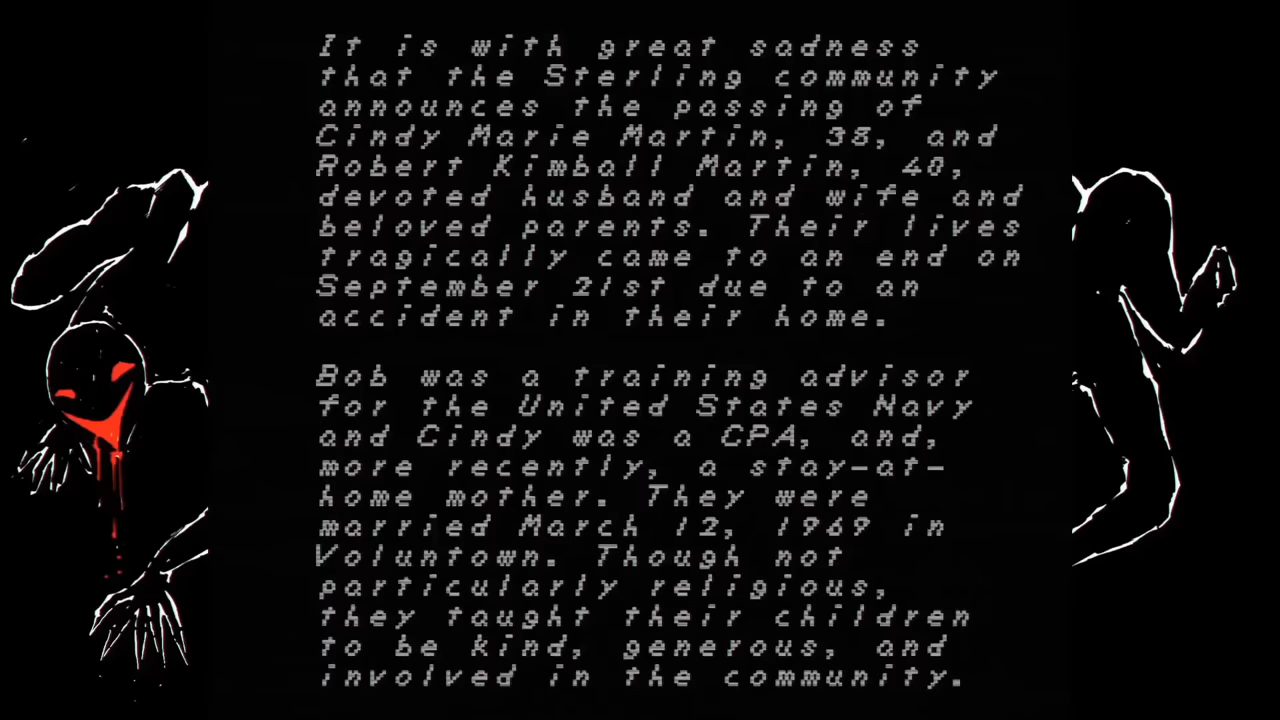 It is with great sadness
that the Sterling community
announces the passing of
Cindy Marie Martin, 38, and
Robert Kimball Martin, 40,
devoted husband and wife and
beloved parents. Their lives
tragically came to an end on
September 21st due to an
accident in their home.
Bob was a training advisor
for the United States Navy
and Cindy was a CPA, and,
more recently, a stay-at-
home mother. They were
married March 12, 1969 in
Voluntown. Though not
particularly religious,
they taught their children
to be kind, generous, and
involved in the community.